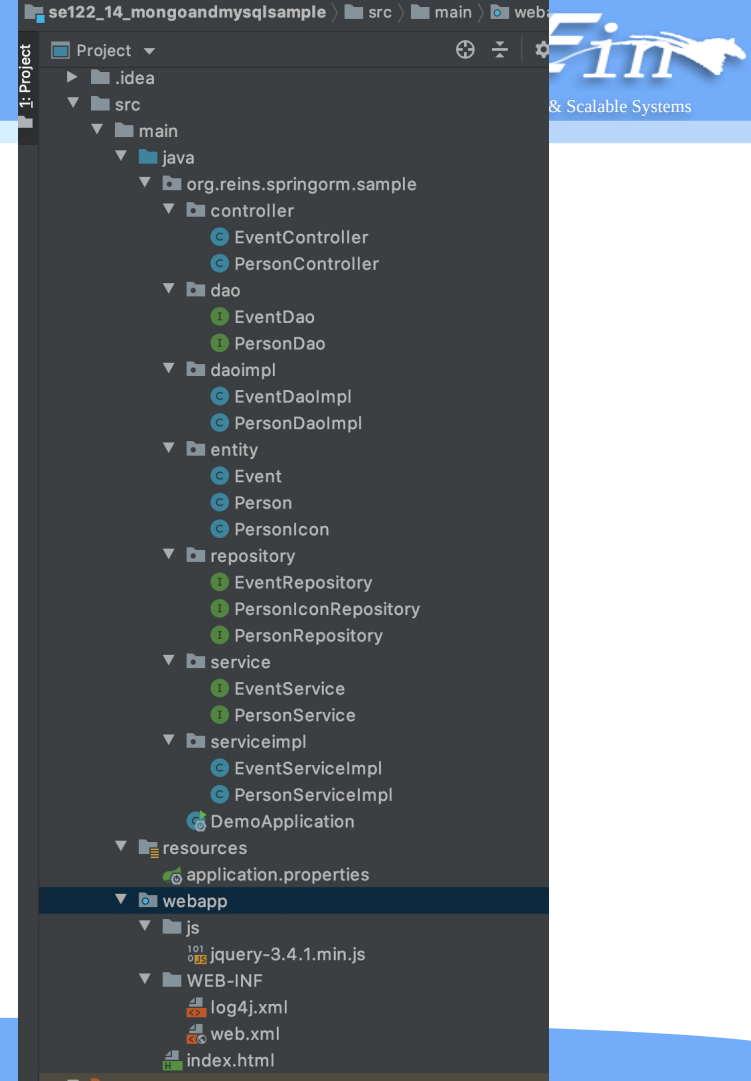 se122_14_mongoandmysqlsample 〉 src 〉 main 〉
1: Project
Project
Fin
& Scalable Systems
.idea
src
main
java
org.reins.springorm.sample
controller
EventController
PersonController
dao
EventDao
PersonDao
daoimpl
EventDaoImpl
PersonDaoImpl
entity
Event
Person
PersonIcon
repository
EventRepository
PersonIconRepository
PersonRepository
service
EventService
PersonService
serviceimpl
EventServiceImpl
PersonServiceImpl
DemoApplication
resources
application.properties
webapp
js
jquery-3.4.1.min.js
WEB-INF
log4j.xml
web.xml
index.html